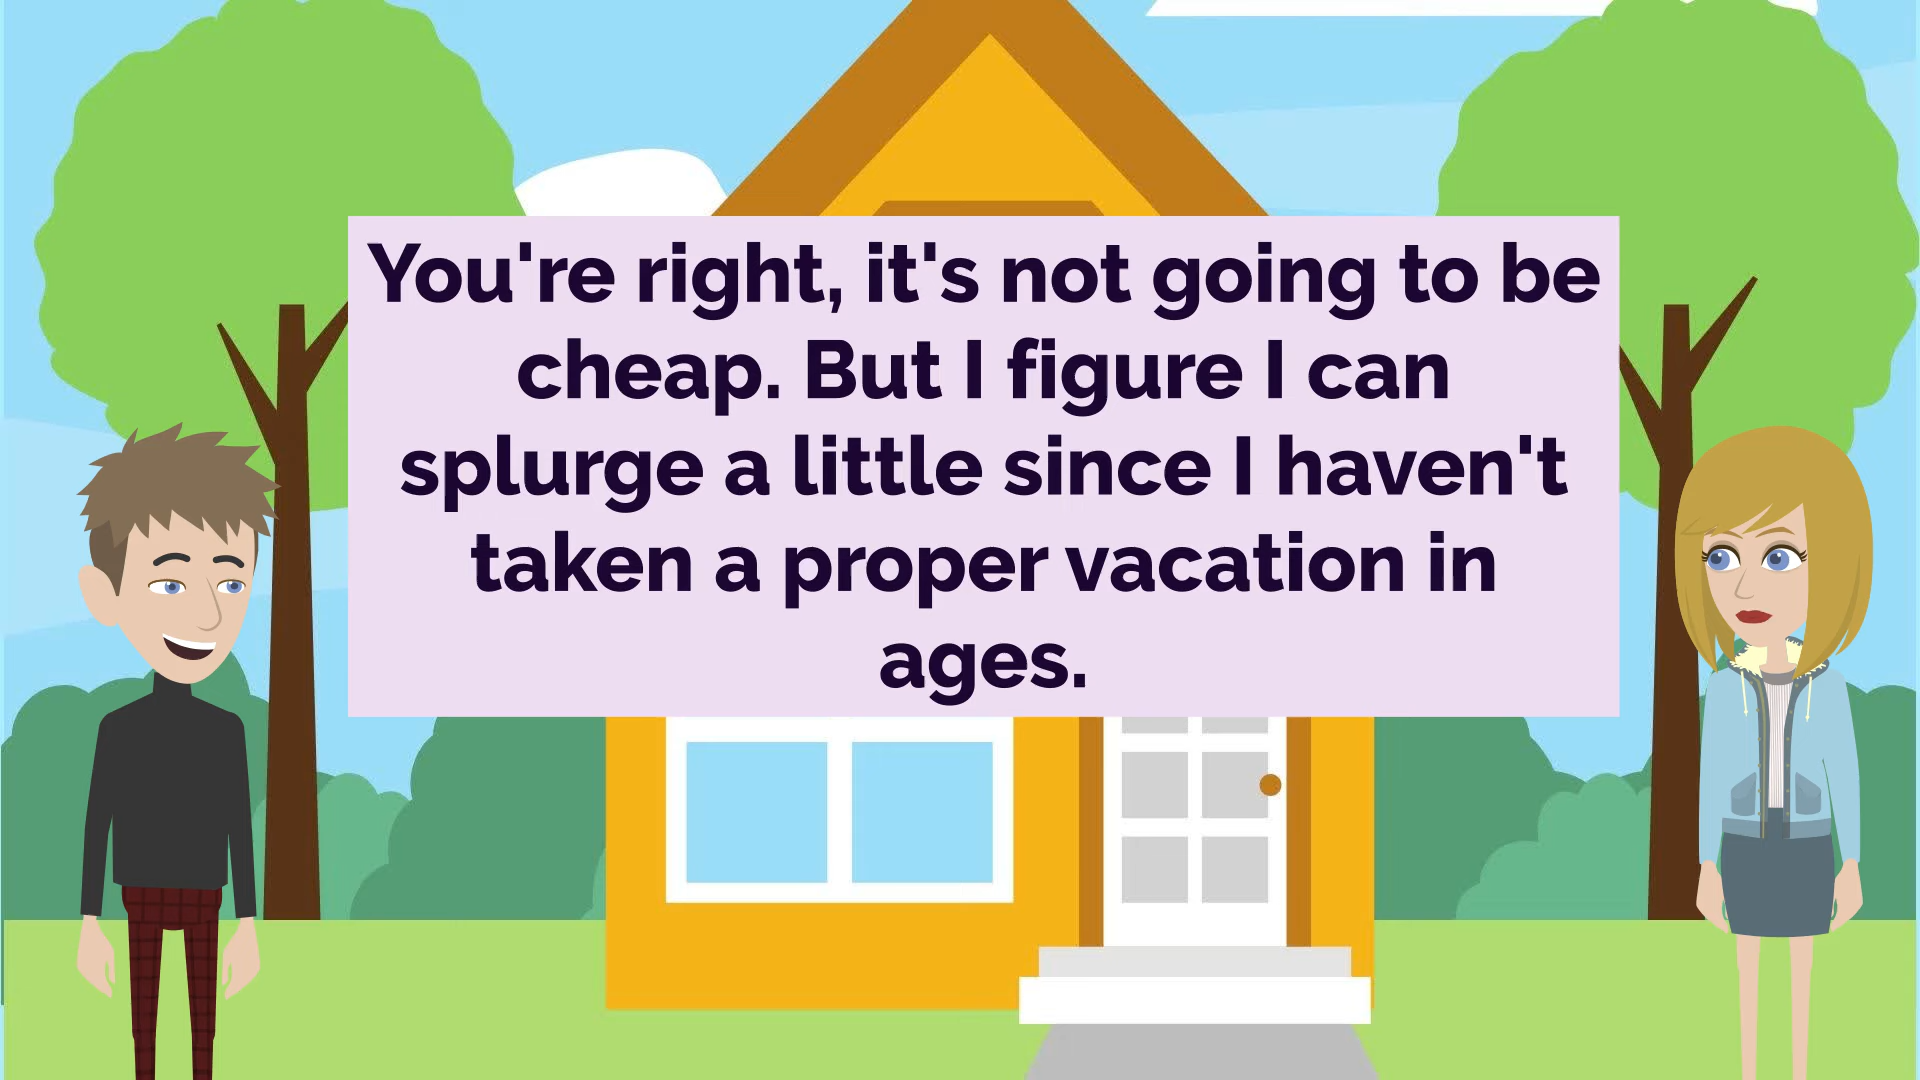 You're right, it's not going to be
cheap. But I figure I can
splurge a little since I haven't
taken a proper vacation in
ages.